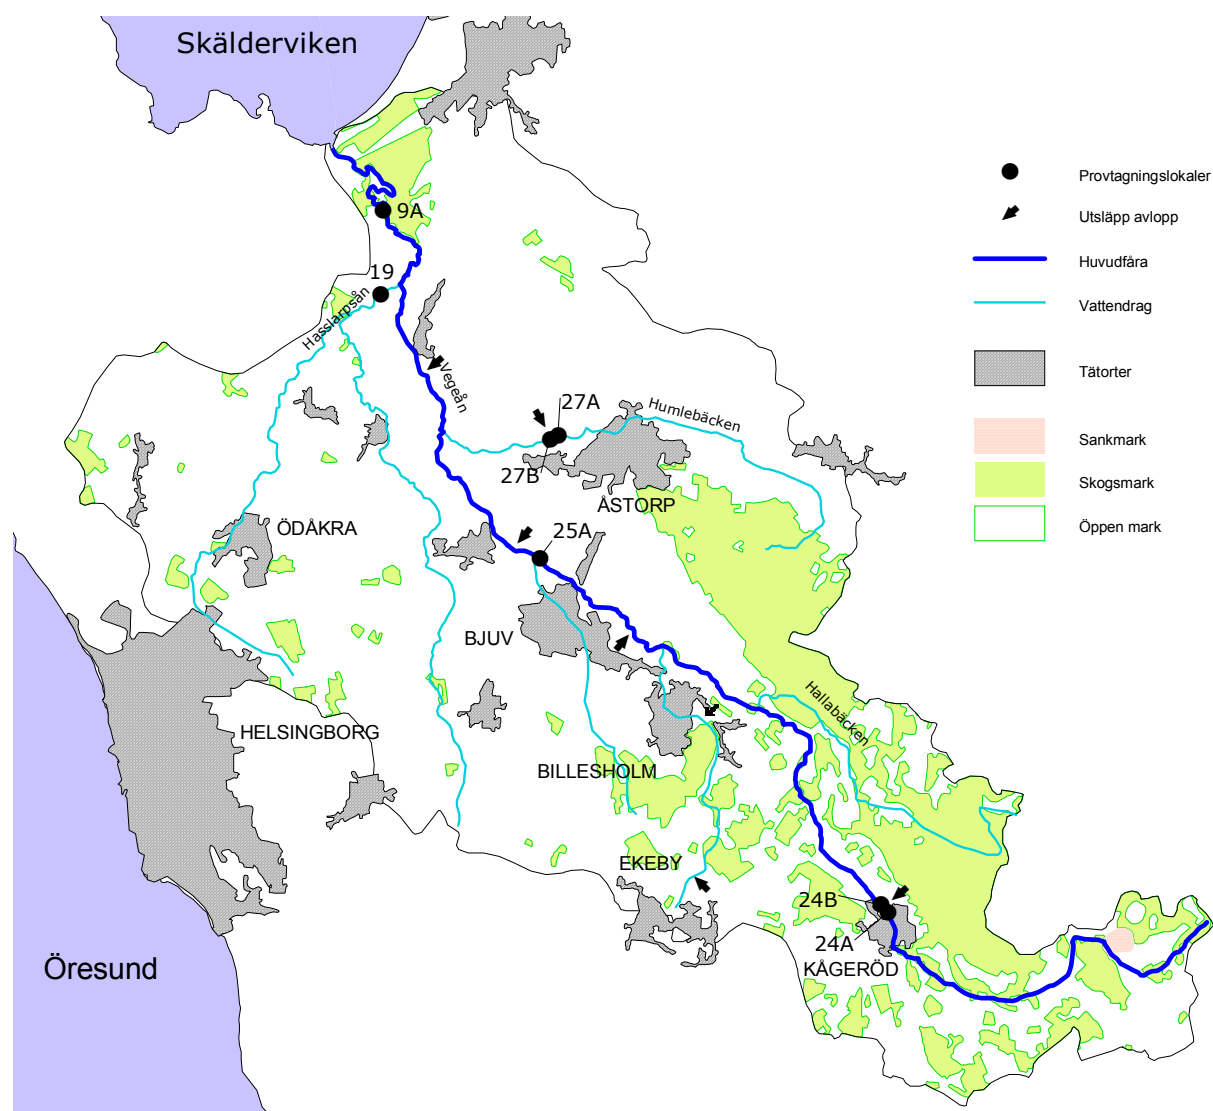 Skälderviken
9A
19
Hasslarpsån
Vegeån
27A
27B
Humlebäcken
ÅSTORP
ÖDÅKRA
25A
BJUV
HELSINGBORG
BILLESHOLM
Hallabäcken
EKEBY
24B
24A
KÅGERÖD
Öresund
Provtagningslokaler
Utsläpp avlopp
Huvudfåra
Vattendrag
Tätorter
Sankmark
Skogsmark
Öppen mark